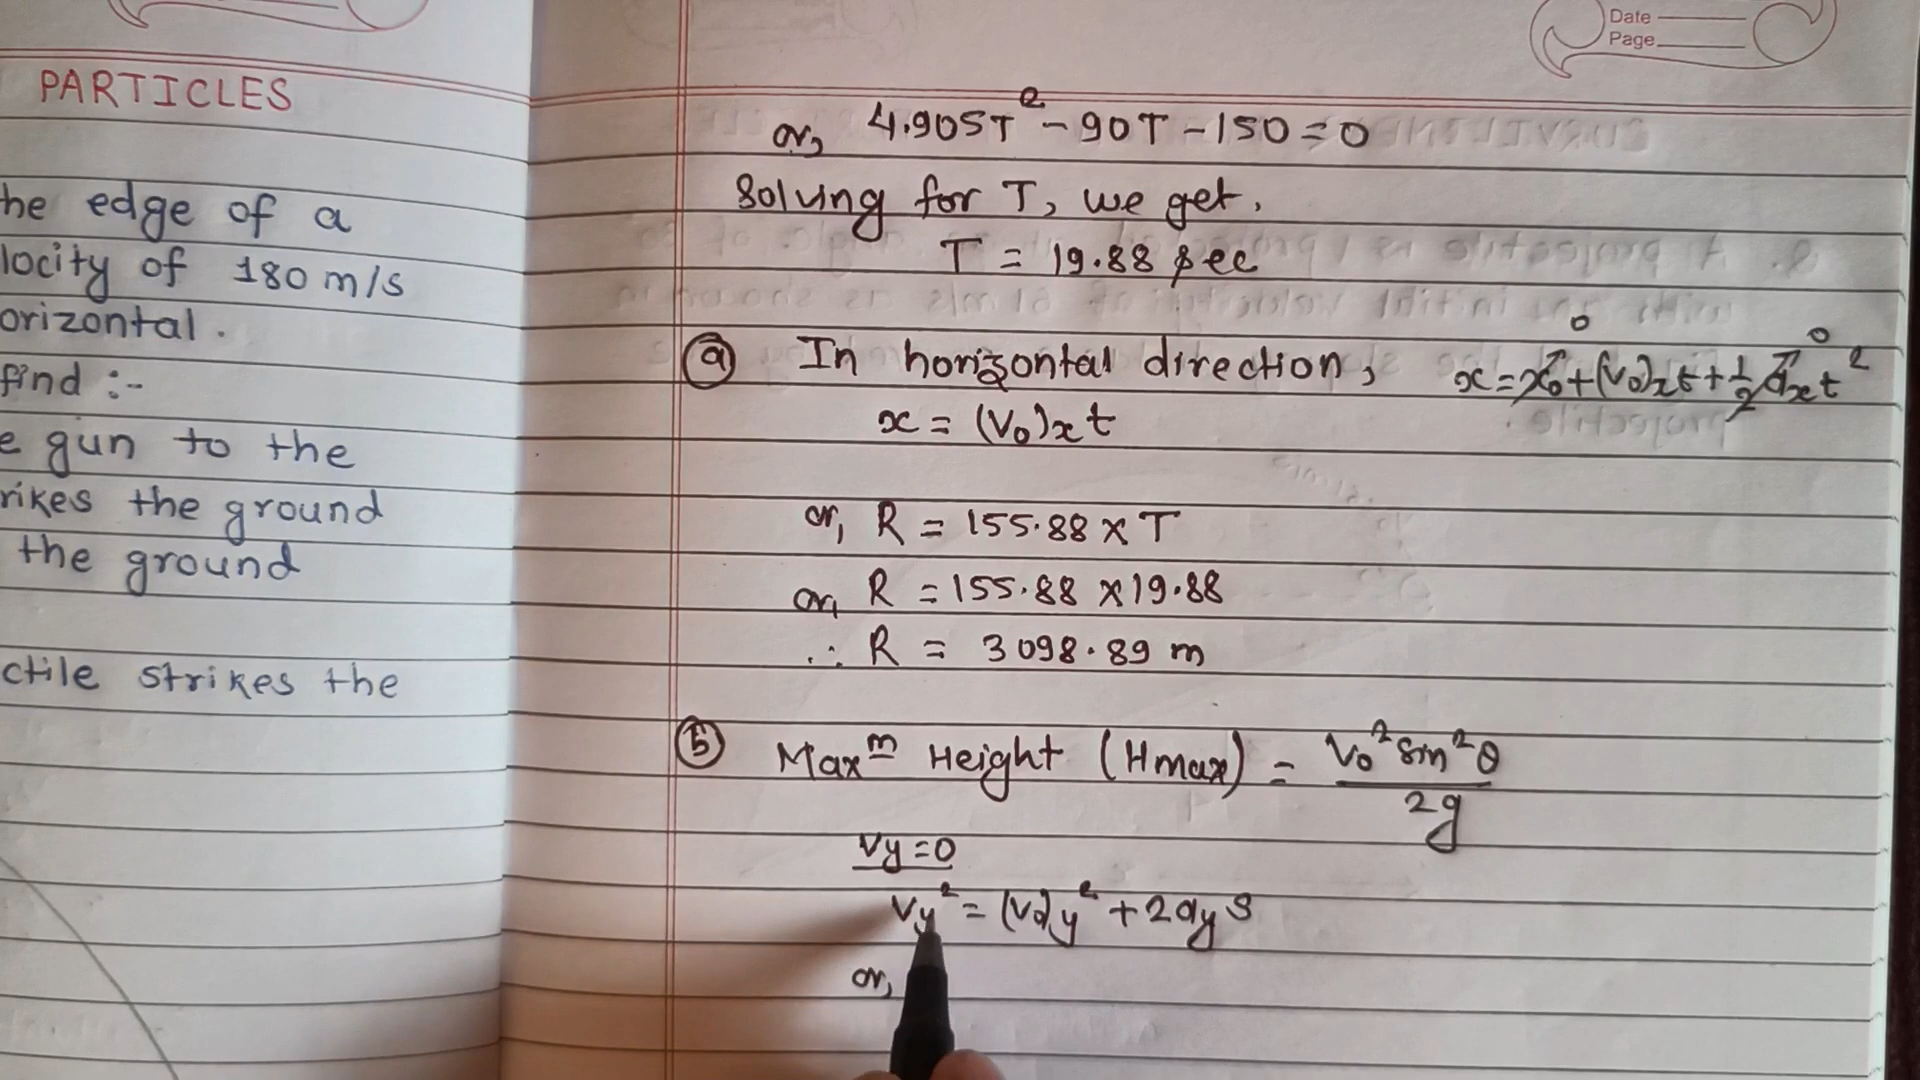 PARTICLES
he edge of a
locity of 180 m/s
orizontal.
find :-
e gun to the
rikes the ground
the ground
ctile strikes the
Date
Page
or, 4.905T² - 90T - 150 = 0
Solving for T, we get,
T = 19.88 sec
(a) In horizontal direction, x = x₀ + (v₀)ₓt + ½aₓt²
0 0
x = (V₀)ₓt
or, R = 155.88 × T
or, R = 155.88 × 19.88
∴ R = 3098.89 m
(b) Maxᵐ Height (Hmax) = V₀² sin²θ / 2g
Vy = 0
Vy² = (V₀)y² + 2ay s
or,